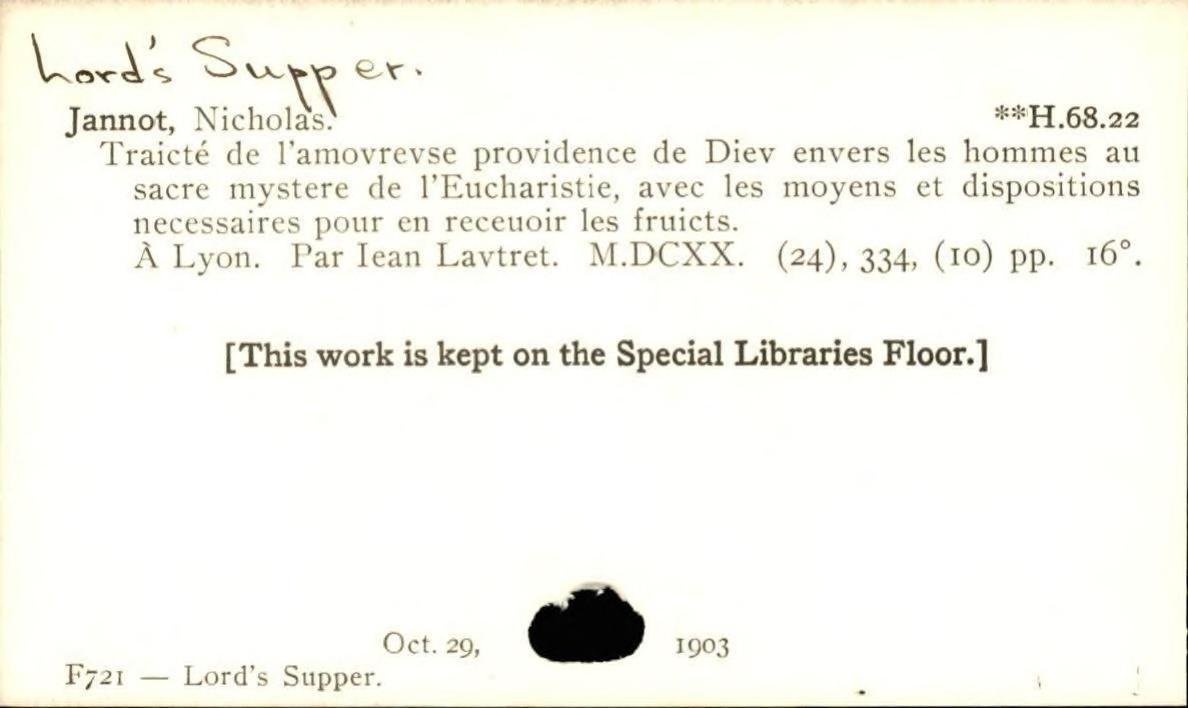 Lord's Supper.
Jannot, Nicholas. **H.68.22
Traicté de l'amovrevse providence de Diev envers les hommes au
sacre mystere de l'Eucharistie, avec les moyens et dispositions
necessaires pour en receuoir les fruicts.
À Lyon. Par Iean Lavtret. M.DCXX. (24), 334, (10) pp. 16°.
[This work is kept on the Special Libraries Floor.]
Oct. 29, 1903
F721 — Lord's Supper.